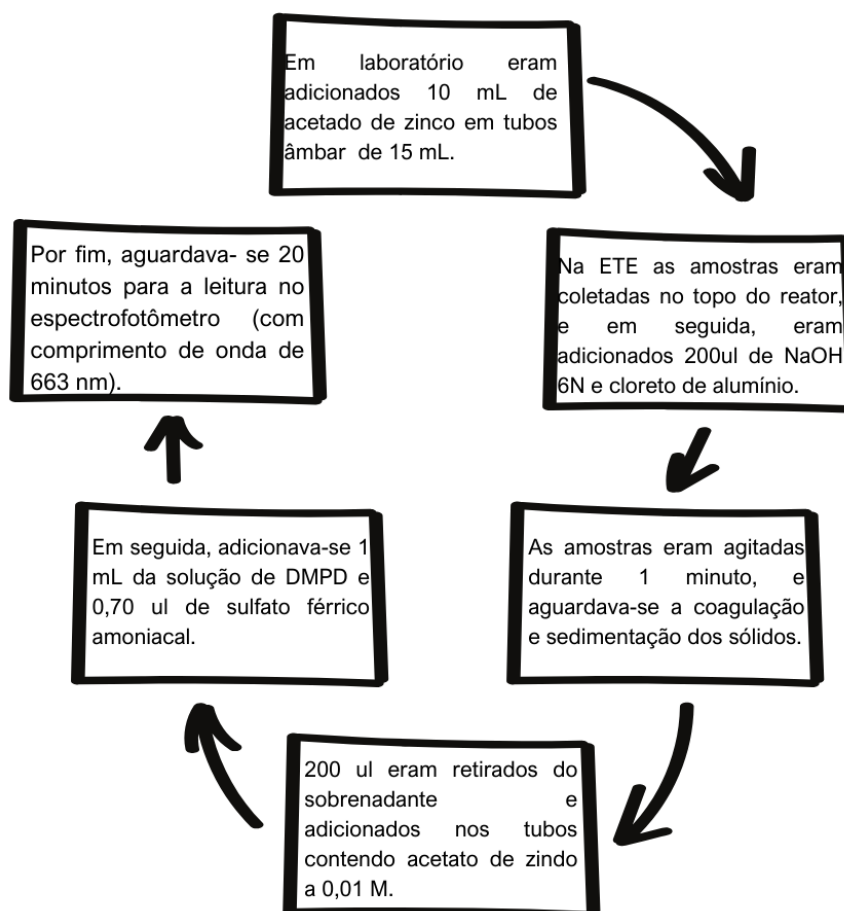 Em laboratório eram
adicionados 10 mL de
acetado de zinco em tubos
âmbar de 15 mL.
Na ETE as amostras eram
coletadas no topo do reator,
e em seguida, eram
adicionados 200ul de NaOH
6N e cloreto de alumínio.
As amostras eram agitadas
durante 1 minuto, e
aguardava-se a coagulação
e sedimentação dos sólidos.
200 ul eram retirados do
sobrenadante e
adicionados nos tubos
contendo acetato de zindo
a 0,01 M.
Em seguida, adicionava-se 1
mL da solução de DMPD e
0,70 ul de sulfato férrico
amoniacal.
Por fim, aguardava- se 20
minutos para a leitura no
espectrofotômetro (com
comprimento de onda de
663 nm).